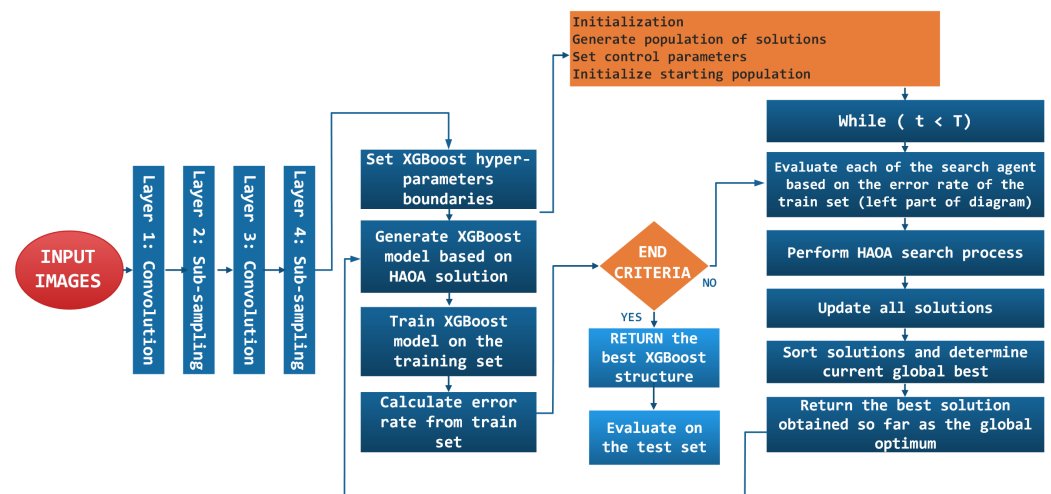 INPUT
IMAGES
Layer 1: Convolution
Layer 2: Sub-sampling
Layer 3: Convolution
Layer 4: Sub-sampling
Set XGBoost hyper-
parameters
boundaries
Generate XGBoost
model based on
HAOA solution
Train XGBoost
model on the
training set
Calculate error
rate from train
set
END
CRITERIA
NO
YES
RETURN the
best XGBoost
structure
Evaluate on
the test set
Initialization
Generate population of solutions
Set control parameters
Initialize starting population
While ( t < T)
Evaluate each of the search agent
based on the error rate of the
train set (left part of diagram)
Perform HAOA search process
Update all solutions
Sort solutions and determine
current global best
Return the best solution
obtained so far as the global
optimum